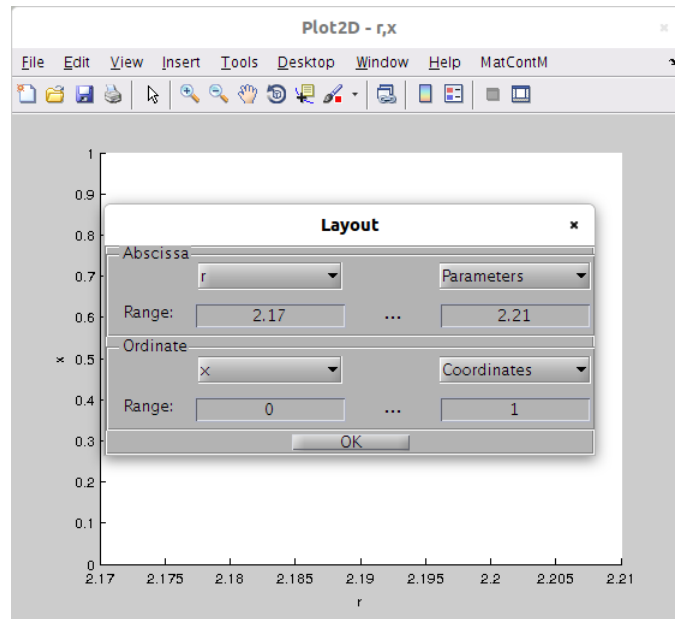 Plot2D - r,x ×
File Edit View Insert Tools Desktop Window Help MatContM
1
0.9
0.8
0.7
0.6
x 0.5
0.4
0.3
0.2
0.1
0
Layout ×
Abscissa
r Parameters
Range: 2.17 ... 2.21
Ordinate
x Coordinates
Range: 0 ... 1
OK
2.17 2.175 2.18 2.185 2.19 2.195 2.2 2.205 2.21
r